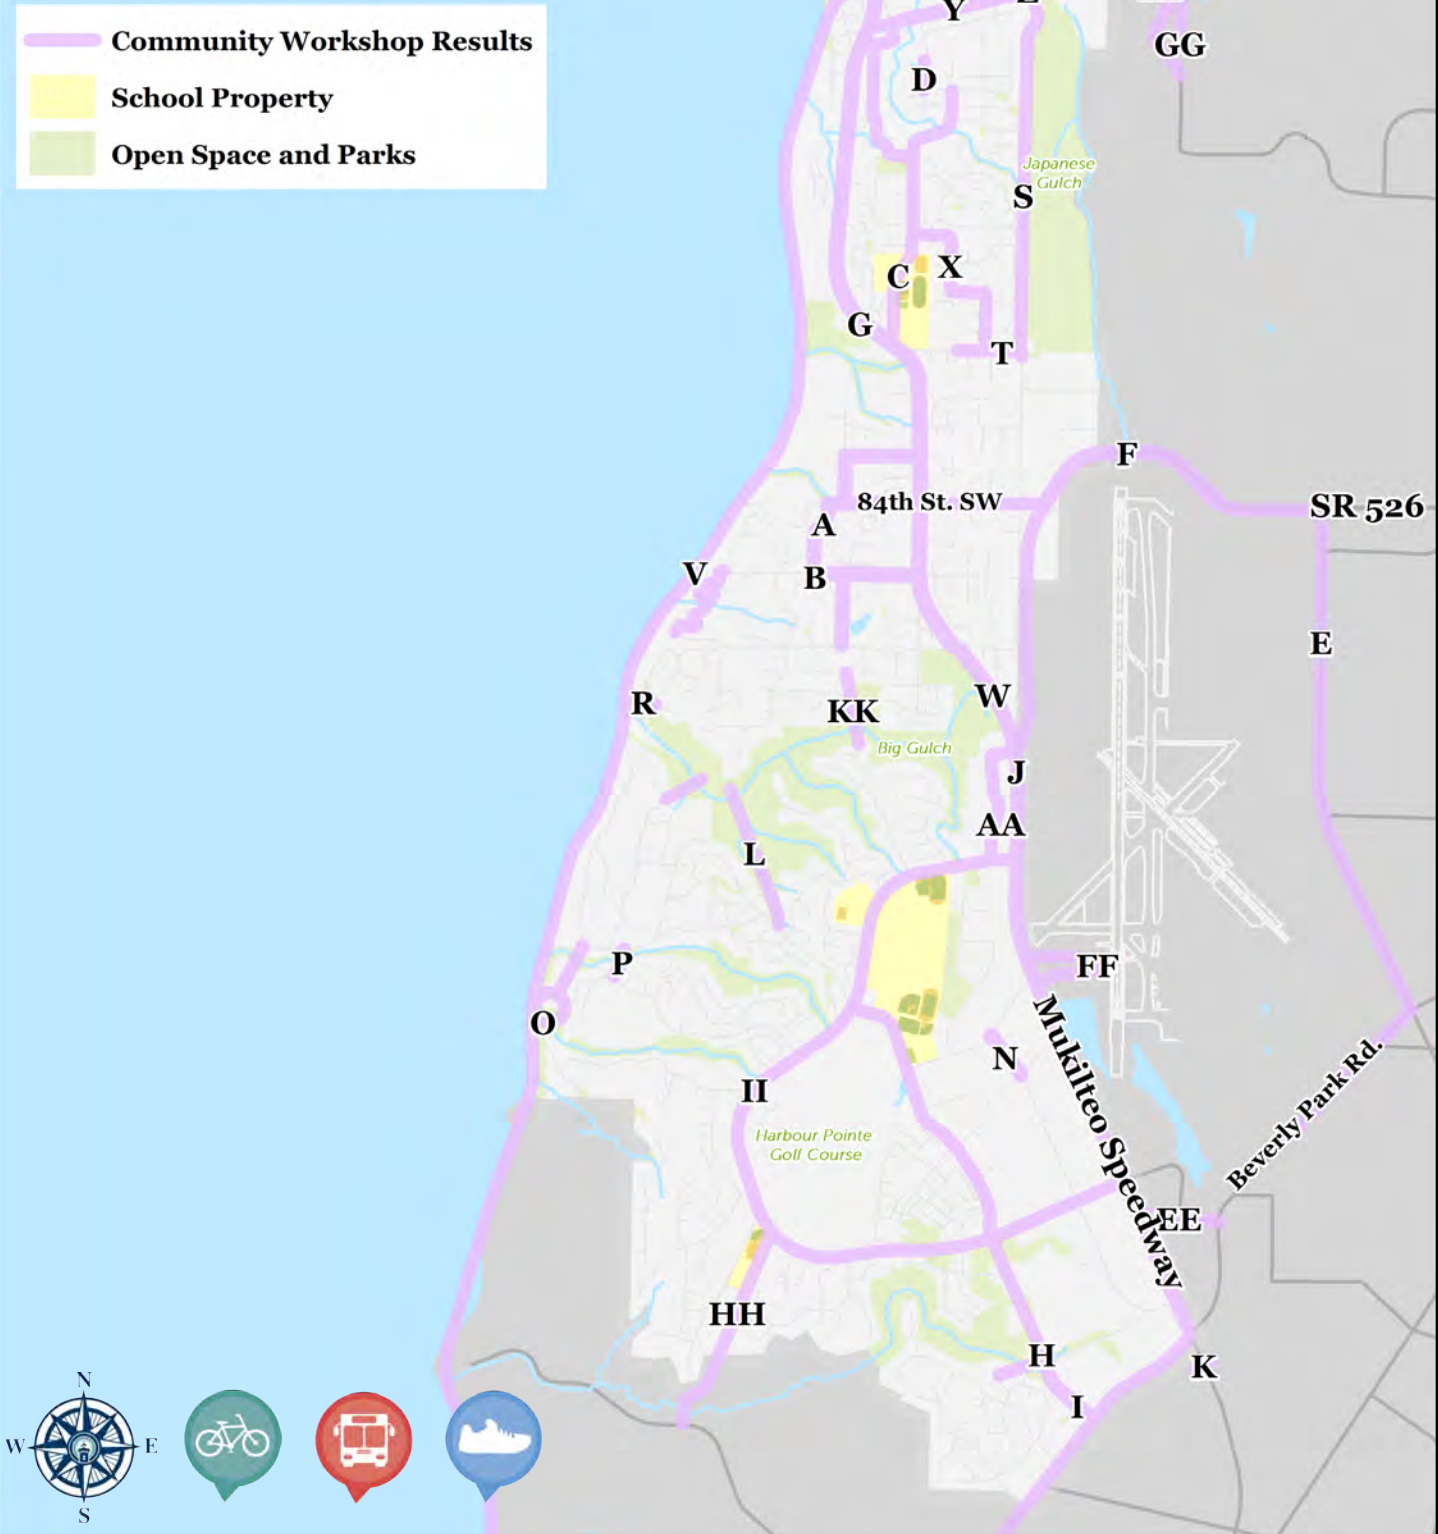 Community Workshop Results
School Property
Open Space and Parks
Y
GG
D
Japanese
Gulch
S
C
X
G
T
F
84th St. SW
SR 526
A
V
B
E
R
W
KK
Big Gulch
J
AA
L
P
FF
O
Mukilteo Speedway
N
II
Beverly Park Rd.
Harbour Pointe
Golf Course
EE
HH
H
K
I
N
W
E
S